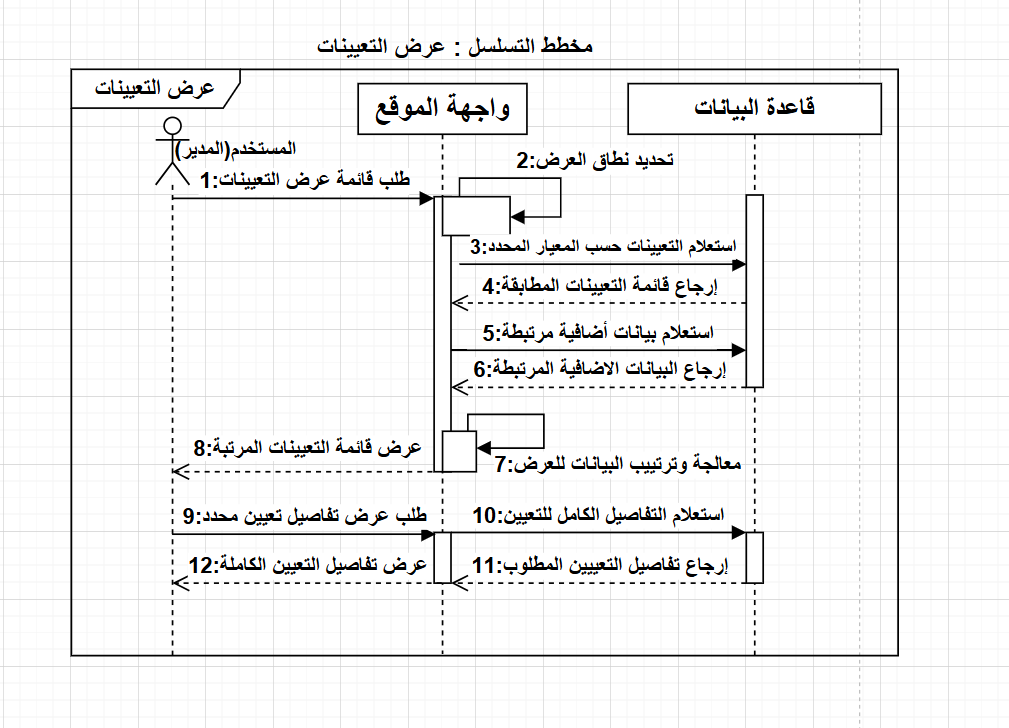 مخطط التسلسل : عرض التعيينات
عرض التعيينات
واجهة الموقع
قاعدة البيانات
المستخدم(المدير)
1:طلب قائمة عرض التعيينات
2:تحديد نطاق العرض
3:استعلام التعيينات حسب المعيار المحدد
4:إرجاع قائمة التعيينات المطابقة
5:استعلام بيانات أضافية مرتبطة
6:إرجاع البيانات الاضافية المرتبطة
7:معالجة وترتييب البيانات للعرض
8:عرض قائمة التعيينات المرتبة
9:طلب عرض تفاصيل تعيين محدد
10:استعلام التفاصيل الكامل للتعيين
11:إرجاع تفاصيل التعييين المطلوب
12:عرض تفاصيل التعيين الكاملة